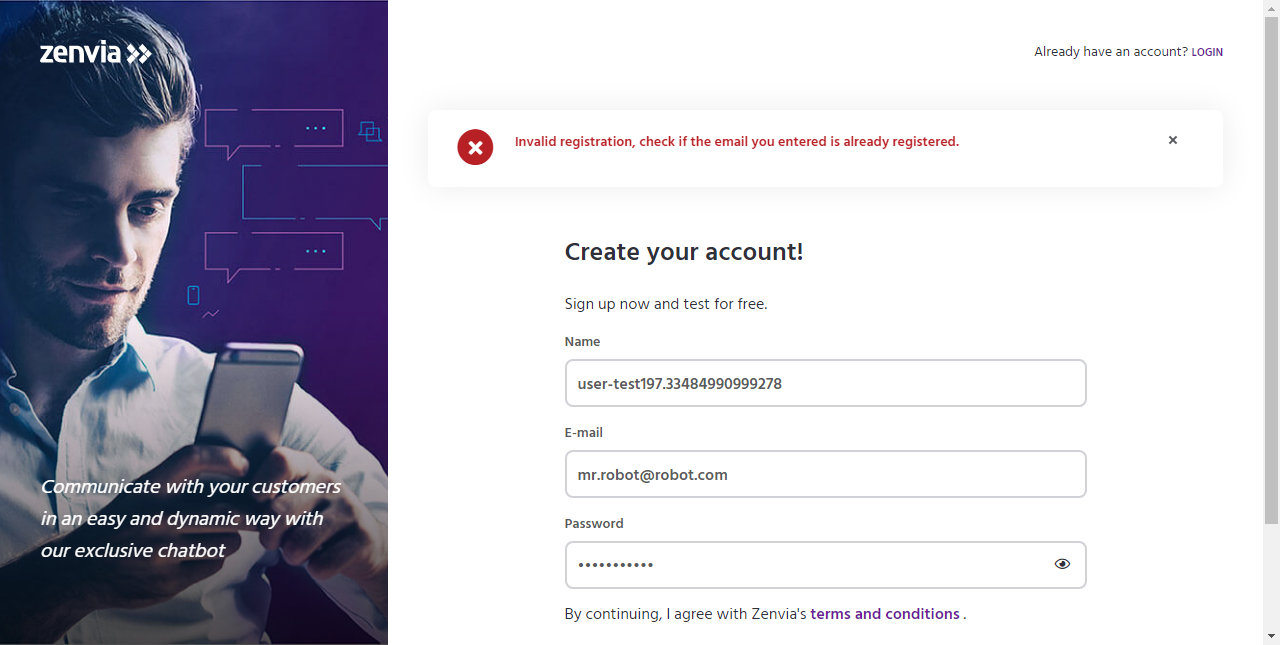 zenvia
Communicate with your customers
in an easy and dynamic way with
our exclusive chatbot
Already have an account? LOGIN
Invalid registration, check if the email you entered is already registered.
Create your account!
Sign up now and test for free.
Name
user-test197.33484990999278
E-mail
mr.robot@robot.com
Password
•••••••••••
By continuing, I agree with Zenvia's terms and conditions .